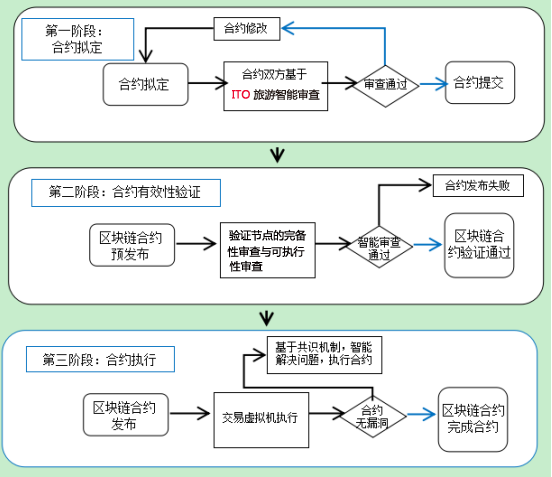 第一阶段：
合约拟定
合约修改
合约拟定
合约双方基于
ITO 旅游智能审查
审查通过
合约提交
第二阶段：合约有效性验证
合约发布失败
区块链合约
预发布
验证节点的完备
性审查与可执行
性审查
智能审查
通过
区块链合
约验证通过
第三阶段：合约执行
基于共识机制，智能
解决问题，执行合约
区块链合约
发布
交易虚拟机执行
合约
无漏洞
区块链合约
完成合约